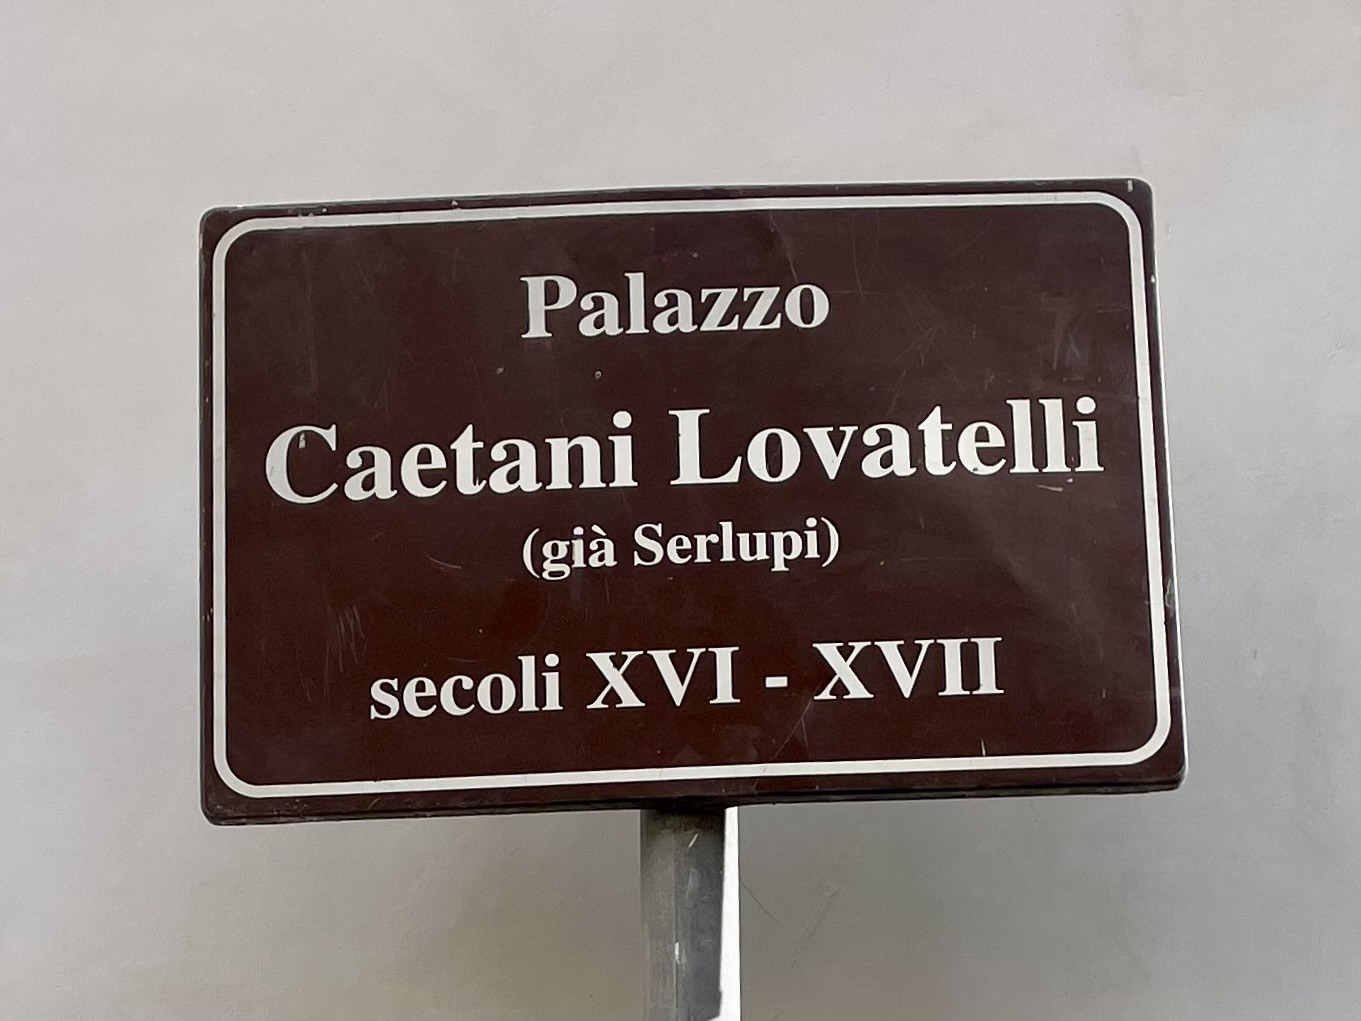 Palazzo
Caetani Lovatelli
(già Serlupi)
secoli XVI - XVII